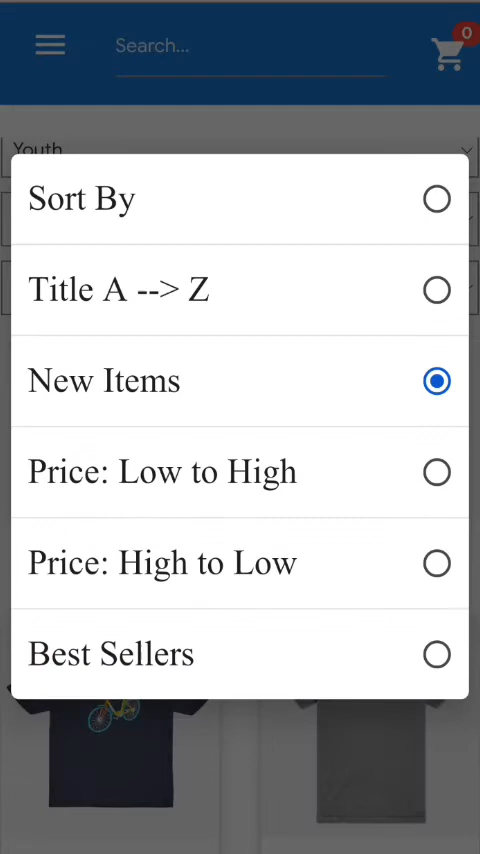 Search...
0
Youth
Sort By
Title A --> Z
New Items
Price: Low to High
Price: High to Low
Best Sellers